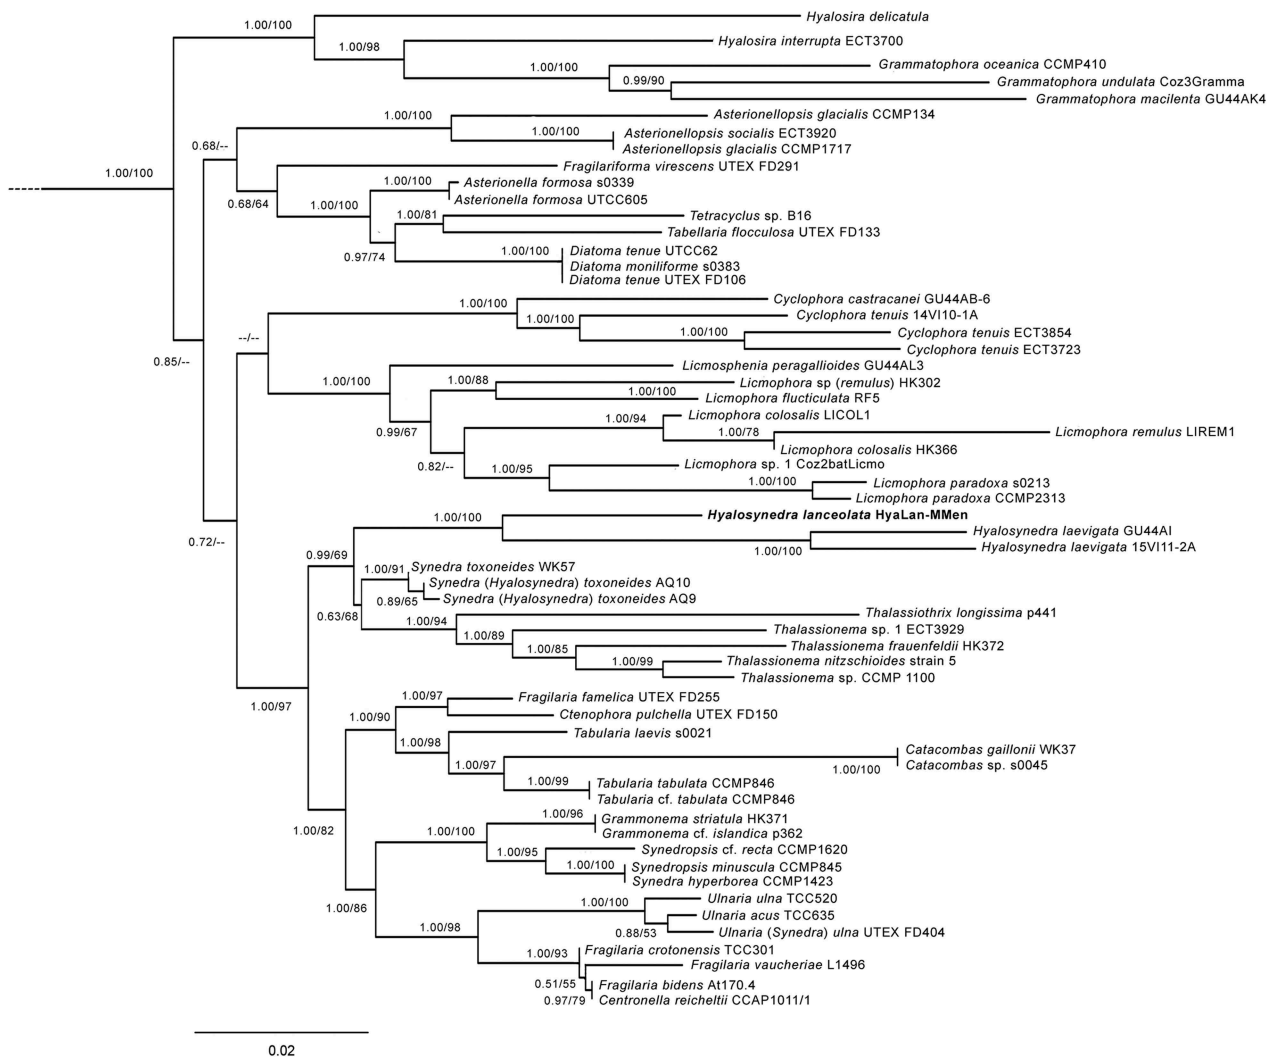 Hyalosira delicatula
1.00/100
Hyalosira interrupta ECT3700
1.00/98
Grammatophora oceanica CCMP410
1.00/100
Grammatophora undulata Coz3Gramma
0.99/90
Grammatophora macilenta GU44AK4
Asterionellopsis glacialis CCMP134
1.00/100
Asterionellopsis socialis ECT3920
1.00/100
Asterionellopsis glacialis CCMP1717
0.68/--
Fragilariforma virescens UTEX FD291
1.00/100
Asterionella formosa s0339
1.00/100
Asterionella formosa UTCC605
0.68/64
1.00/100
Tetracyclus sp. B16
1.00/81
Tabellaria flocculosa UTEX FD133
Diatoma tenue UTCC62
1.00/100
0.97/74
Diatoma moniliforme s0383
Diatoma tenue UTEX FD106
Cyclophora castracanei GU44AB-6
1.00/100
Cyclophora tenuis 14VI10-1A
1.00/100
Cyclophora tenuis ECT3854
1.00/100
--/--
Cyclophora tenuis ECT3723
0.85/--
Licmosphenia peragallioides GU44AL3
1.00/100
1.00/88
Licmophora sp (remulus) HK302
1.00/100
Licmophora flucticulata RF5
Licmophora colosalis LICOL1
1.00/94
0.99/67
1.00/78
Licmophora remulus LIREM1
Licmophora colosalis HK366
0.82/--
Licmophora sp. 1 Coz2batLicmo
1.00/95
1.00/100
Licmophora paradoxa s0213
Licmophora paradoxa CCMP2313
Hyalosynedra lanceolata HyaLan-MMen
1.00/100
Hyalosynedra laevigata GU44AI
0.72/--
1.00/100
Hyalosynedra laevigata 15VI11-2A
0.99/69
1.00/91
Synedra toxoneides WK57
Synedra (Hyalosynedra) toxoneides AQ10
0.89/65
Synedra (Hyalosynedra) toxoneides AQ9
0.63/68
Thalassiothrix longissima p441
1.00/94
Thalassionema sp. 1 ECT3929
1.00/89
Thalassionema frauenfeldii HK372
1.00/85
Thalassionema nitzschioides strain 5
1.00/99
Thalassionema sp. CCMP 1100
1.00/97
Fragilaria famelica UTEX FD255
1.00/97
Ctenophora pulchella UTEX FD150
1.00/90
Tabularia laevis s0021
1.00/98
Catacombas gaillonii WK37
1.00/100
Catacombas sp. s0045
1.00/97
Tabularia tabulata CCMP846
1.00/99
Tabularia cf. tabulata CCMP846
1.00/82
Grammonema striatula HK371
1.00/96
Grammonema cf. islandica p362
1.00/100
Synedropsis cf. recta CCMP1620
1.00/95
Synedropsis minuscula CCMP845
1.00/100
Synedra hyperborea CCMP1423
1.00/86
Ulnaria ulna TCC520
1.00/100
Ulnaria acus TCC635
1.00/98
0.88/53
Ulnaria (Synedra) ulna UTEX FD404
Fragilaria crotonensis TCC301
1.00/93
Fragilaria vaucheriae L1496
0.51/55
Fragilaria bidens At170.4
0.97/79
Centronella reicheltii CCAP1011/1
0.02